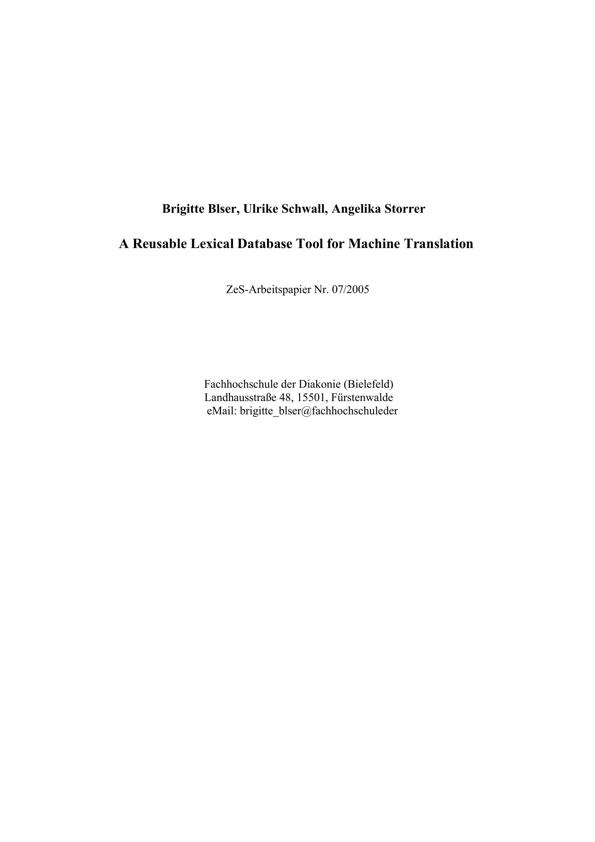 Brigitte Blser, Ulrike Schwall, Angelika Storrer
A Reusable Lexical Database Tool for Machine Translation
ZeS-Arbeitspapier Nr. 07/2005
Fachhochschule der Diakonie (Bielefeld)
Landhausstraße 48, 15501, Fürstenwalde
eMail: brigitte_blser@fachhochschuleder